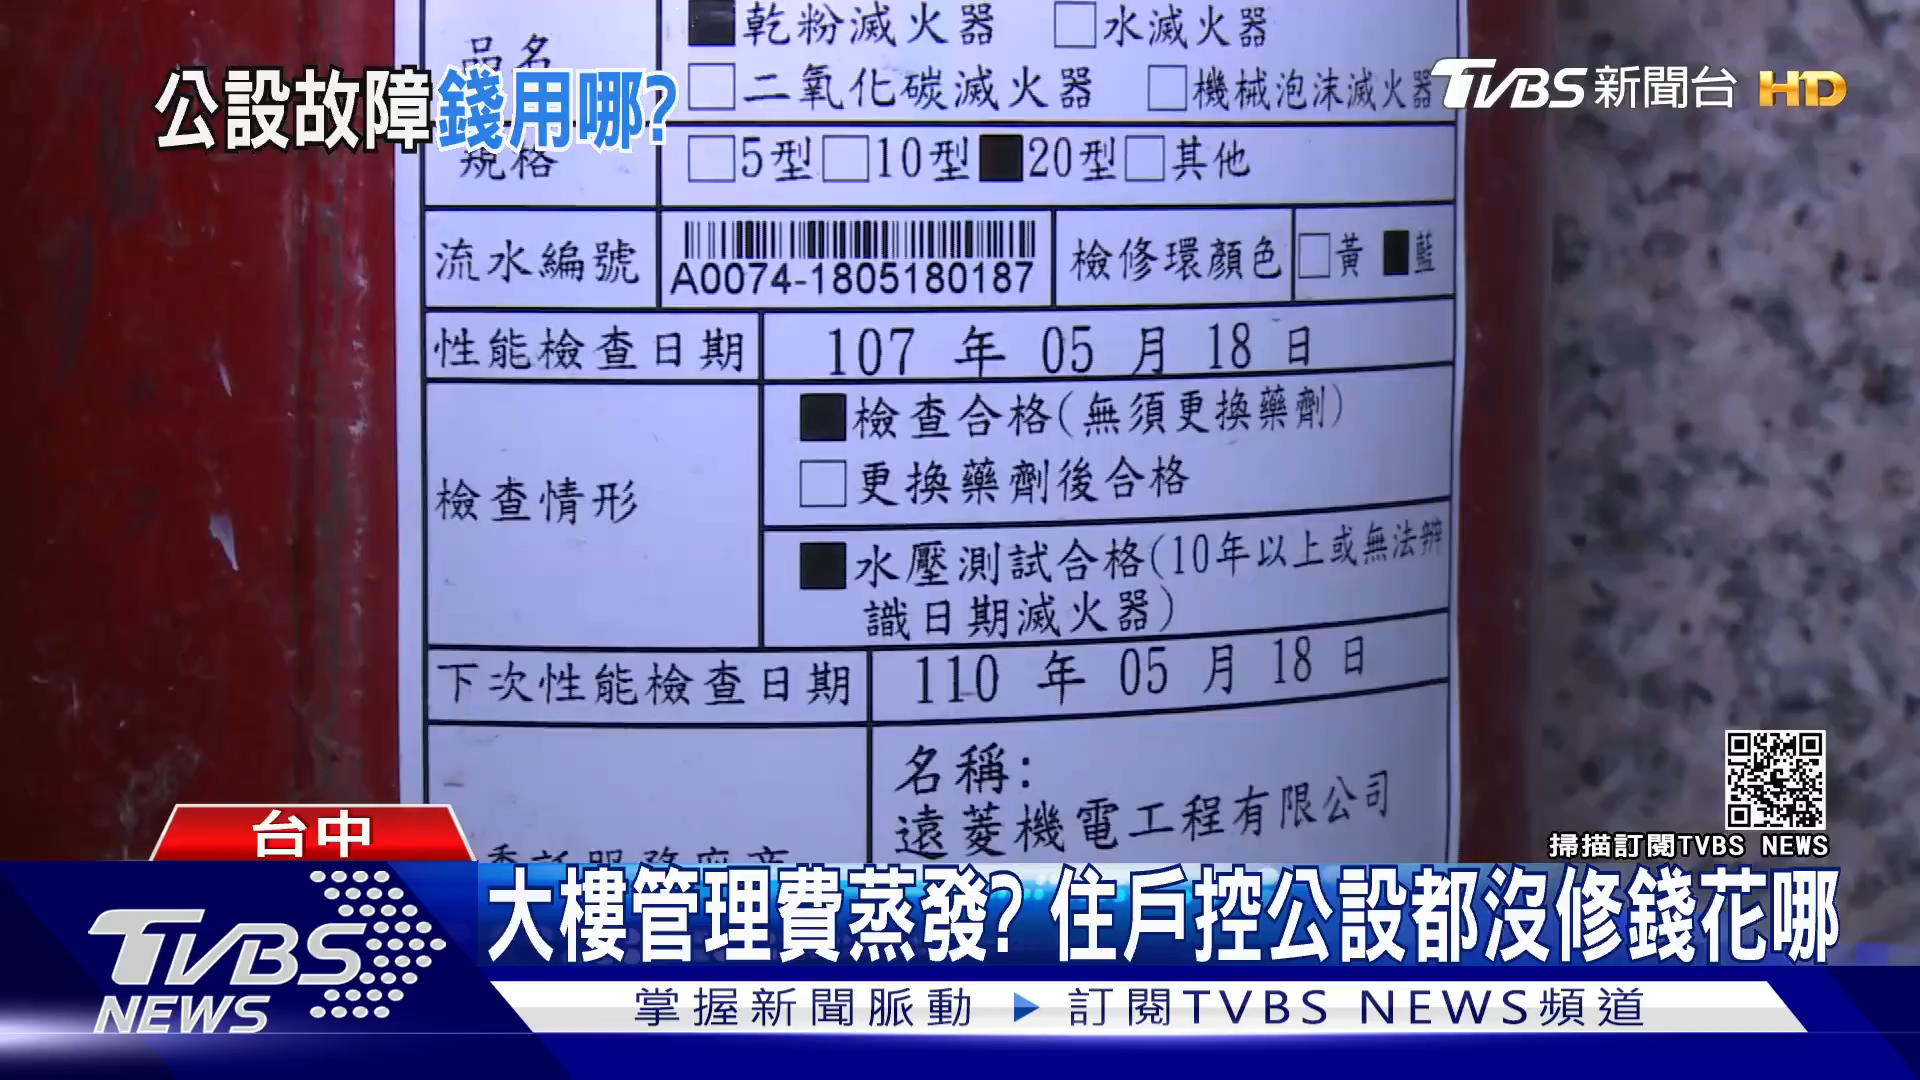 公設故障錢用哪?
TVBS新聞台 HD
品名
■乾粉滅火器 □水滅火器
□二氧化碳滅火器 □機械泡沫滅火器
規格
□5型□10型■20型□其他
流水編號
A0074-1805180187
檢修環顏色
□黃 ■藍
性能檢查日期
107 年 05 月 18 日
檢查情形
■檢查合格(無須更換藥劑)
□更換藥劑後合格
■水壓測試合格(10年以上或無法辨
識日期滅火器)
下次性能檢查日期
110 年 05 月 18 日
名稱:
遠菱機電工程有限公司
掃描訂閱TVBS NEWS
台中
大樓管理費蒸發? 住戶控公設都沒修錢花哪
TVBS NEWS
掌握新聞脈動 ▶ 訂閱TVBS NEWS頻道